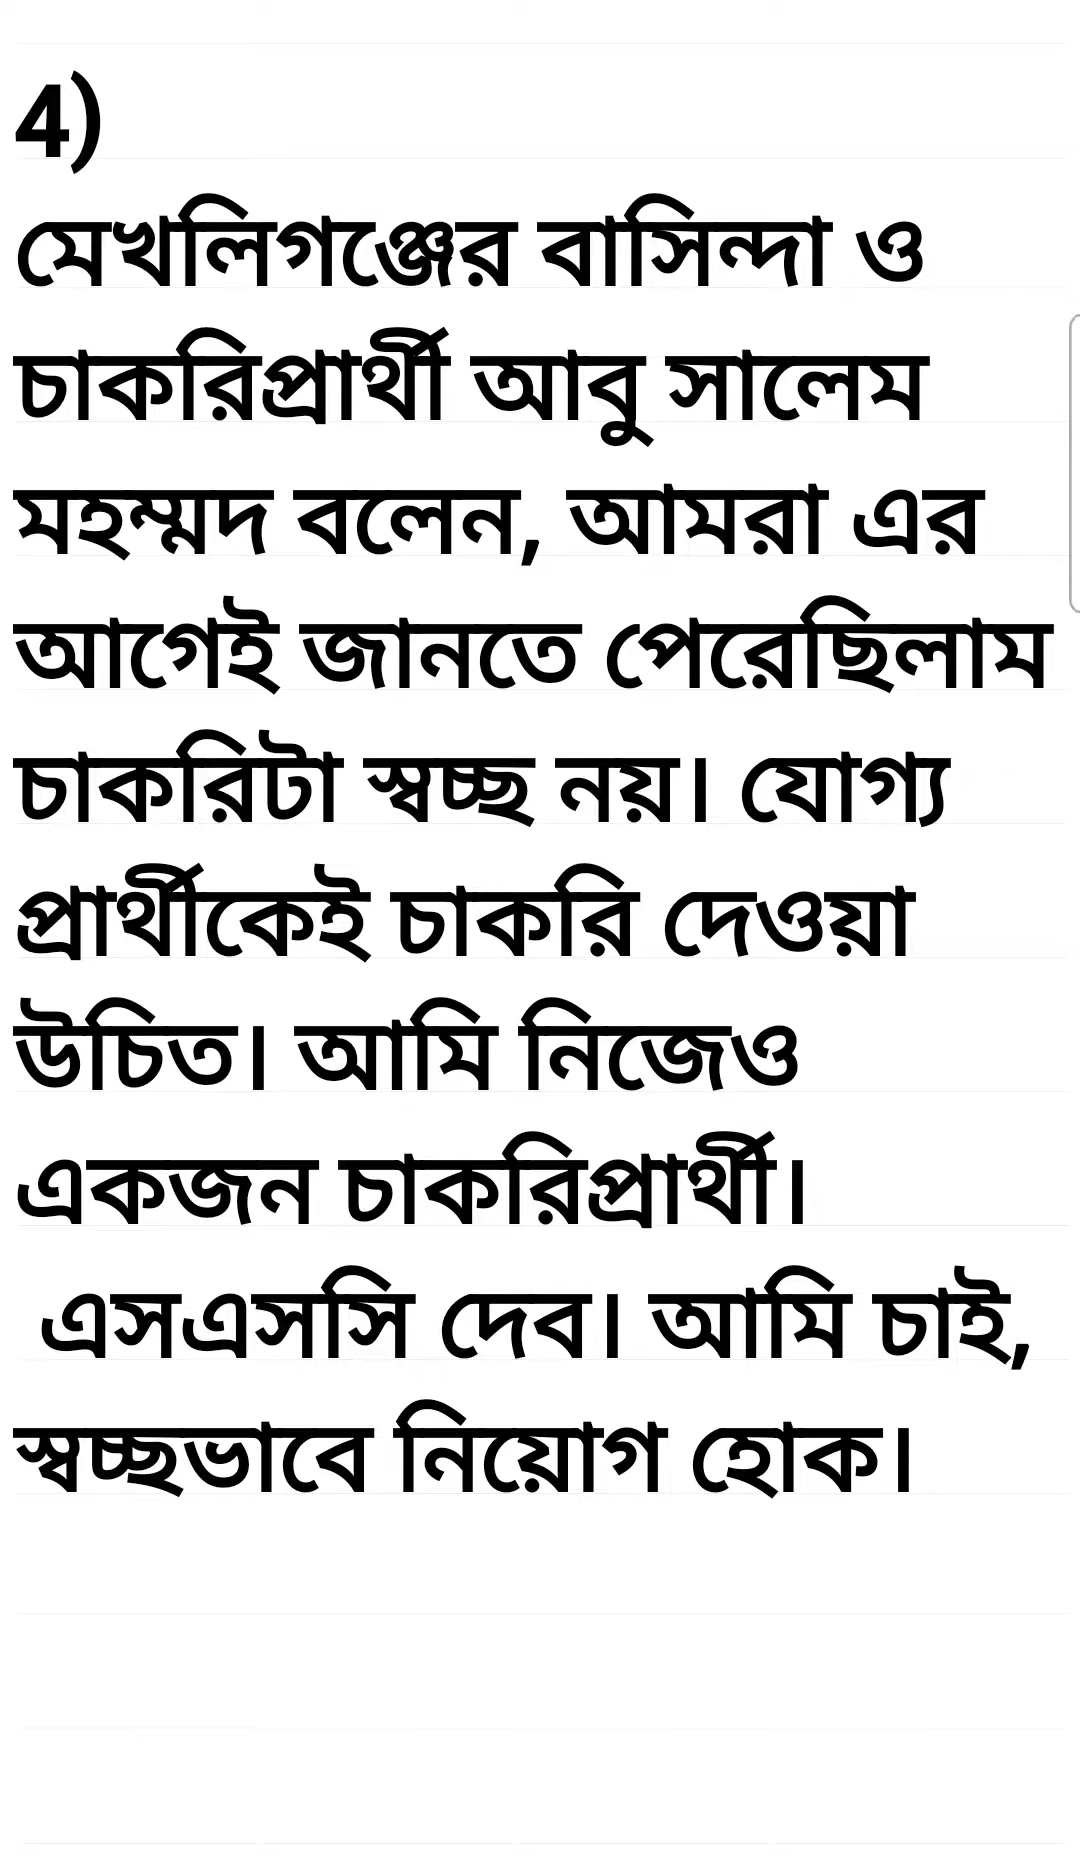 4)
মেখলিগঞ্জের বাসিন্দা ও
চাকরিপ্রার্থী আবু সালেম
মহম্মদ বলেন, আমরা এর
আগেই জানতে পেরেছিলাম
চাকরিটা স্বচ্ছ নয়। যোগ্য
প্রার্থীকেই চাকরি দেওয়া
উচিত। আমি নিজেও
একজন চাকরিপ্রার্থী।
এসএসসি দেব। আমি চাই,
স্বচ্ছভাবে নিয়োগ হোক।